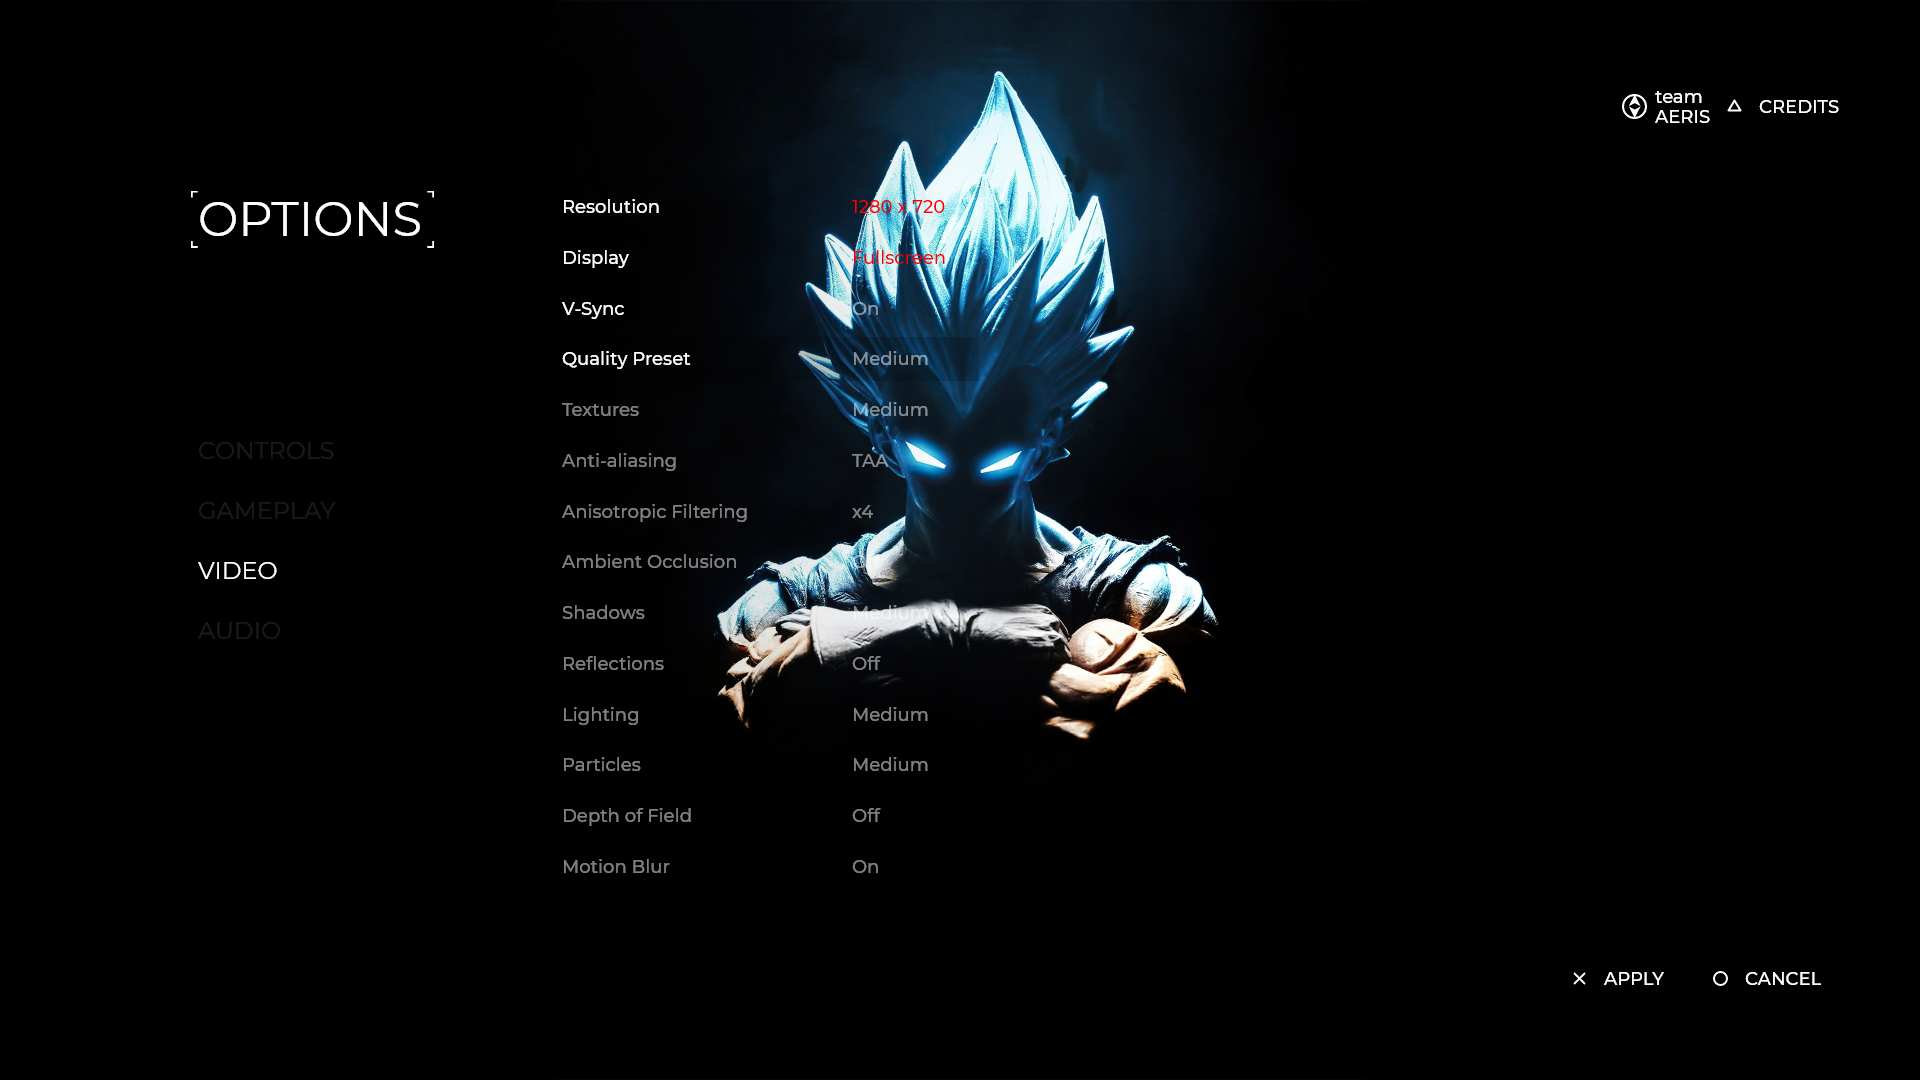 team
AERIS
CREDITS
OPTIONS
Resolution 1280 x 720
Display Fullscreen
V-Sync On
Quality Preset Medium
Textures Medium
CONTROLS
Anti-aliasing TAA
GAMEPLAY
Anisotropic Filtering x4
VIDEO
Ambient Occlusion
Shadows Medium
AUDIO
Reflections Off
Lighting Medium
Particles Medium
Depth of Field Off
Motion Blur On
APPLY
CANCEL